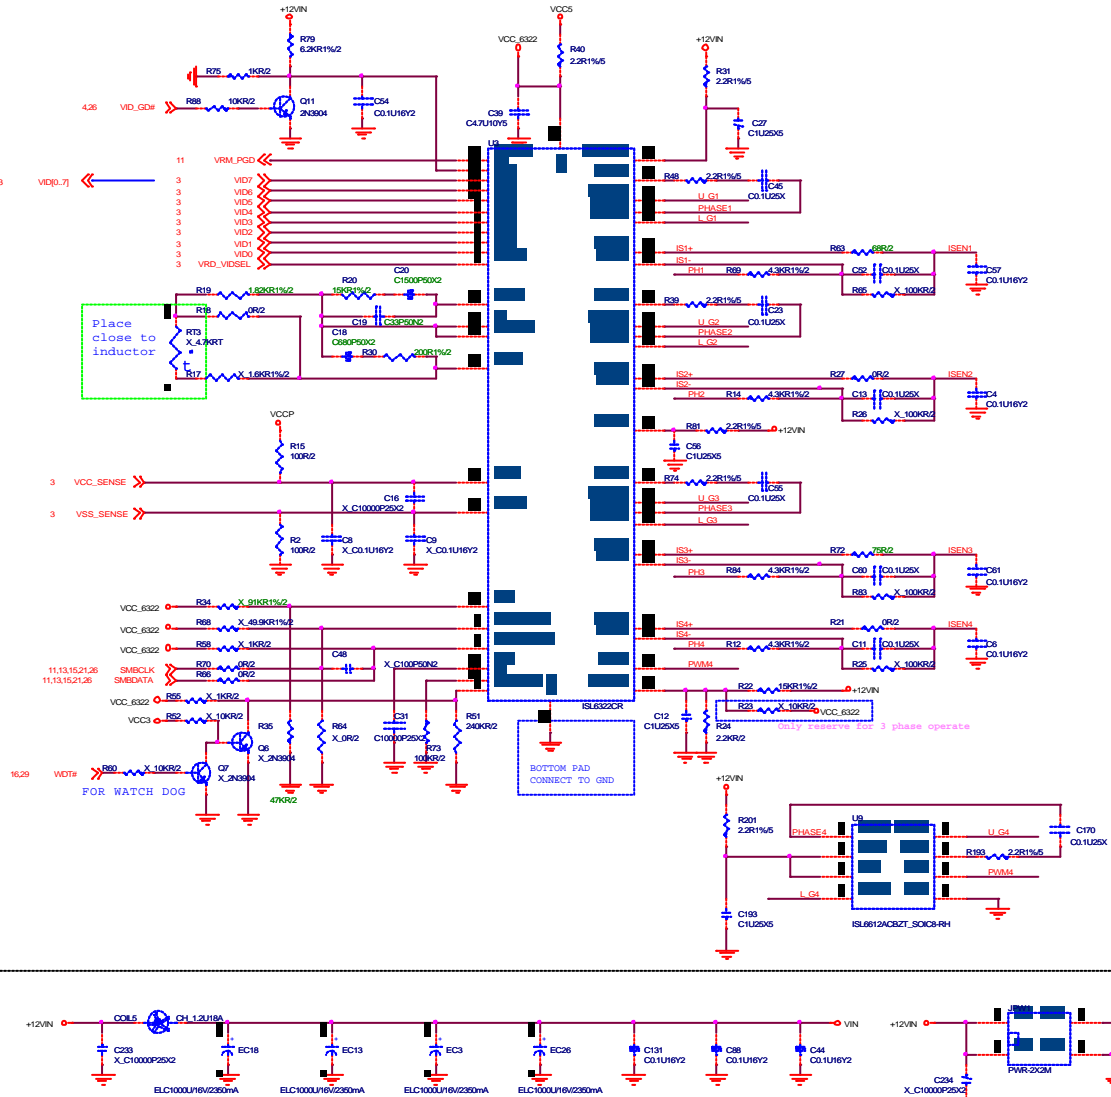 +12VIN
VCC5
R79
6.2KR1%/2
VCC_6322
R40
2.2R1%/5
+12VIN
R75
1KR/2
R31
2.2R1%/5
4,26
VID_GD#
R88
10KR/2
Q11
2N3904
C54
C0.1U16Y2
C39
C4.7U10Y5
C27
C1U25X5
U3
11
VRM_PGD
VID[0..7]
3
VID7
3
VID6
3
VID5
3
VID4
3
VID3
3
VID2
3
VID1
3
VID0
3
VRD_VIDSEL
R48
2.2R1%/5
C45
C0.1U25X
U_G1
PHASE1
L_G1
IS1+
R63
68R/2
ISEN1
IS1-
PH1
R69
4.3KR1%/2
C52
C0.1U25X
C57
C0.1U16Y2
R65
X_100KR/2
R19
1.82KR1%/2
R20
15KR1%/2
C20
C1500P50X2
R18
0R/2
C19
C33P50N2
C18
C680P50X2
R30
200R1%/2
Place
close to
inductor
RT3
X_4.7KRT
t
R17
X_1.6KR1%/2
R39
2.2R1%/5
C23
C0.1U25X
U_G2
PHASE2
L_G2
IS2+
R27
0R/2
ISEN2
IS2-
PH2
R14
4.3KR1%/2
C13
C0.1U25X
C4
C0.1U16Y2
R26
X_100KR/2
VCCP
R15
100R/2
R81
2.2R1%/5
+12VIN
C56
C1U25X5
3
VCC_SENSE
C16
X_C10000P25X2
3
VSS_SENSE
R2
100R/2
C8
X_C0.1U16Y2
C9
X_C0.1U16Y2
R74
2.2R1%/5
C55
C0.1U25X
U_G3
PHASE3
L_G3
IS3+
R72
75R/2
ISEN3
IS3-
PH3
R84
4.3KR1%/2
C60
C0.1U25X
C61
C0.1U16Y2
R83
X_100KR/2
VCC_6322
R34
X_91KR1%/2
VCC_6322
R68
X_49.9KR1%/2
VCC_6322
R58
X_1KR/2
11,13,15,21,26
SMBCLK
R70
0R/2
C48
X_C100P50N2
11,13,15,21,26
SMBDATA
R66
0R/2
IS4+
R21
0R/2
ISEN4
IS4-
PH4
R12
4.3KR1%/2
C11
C0.1U25X
C6
C0.1U16Y2
R25
X_100KR/2
PWM4
VCC_6322
R55
X_1KR/2
VCC3
R52
X_10KR/2
R35
47KR/2
Q6
X_2N3904
R64
X_0R/2
C31
C10000P25X2
R73
100KR/2
R51
240KR/2
16,29
WDT#
R60
X_10KR/2
Q7
X_2N3904
FOR WATCH DOG
ISL6322CR
BOTTOM PAD
CONNECT TO GND
R22
15KR1%/2
+12VIN
C12
C1U25X5
R24
2.2KR/2
R23
X_10KR/2
VCC_6322
Only reserve for 3 phase operate
+12VIN
R201
2.2R1%/5
C193
C1U25X5
PHASE4
U9
U_G4
C170
C0.1U25X
R193
2.2R1%/5
PWM4
L_G4
ISL6612ACBZT_SOIC8-RH
+12VIN
COIL5
CH_1.2U18A
VIN
C233
X_C10000P25X2
EC18
ELC1000U/16V/2350mA
EC13
ELC1000U/16V/2350mA
EC3
ELC1000U/16V/2350mA
EC26
ELC1000U/16V/2350mA
C131
C0.1U16Y2
C88
C0.1U16Y2
C44
C0.1U16Y2
+12VIN
JPW1
PWR-2X2M
C234
X_C10000P25X2